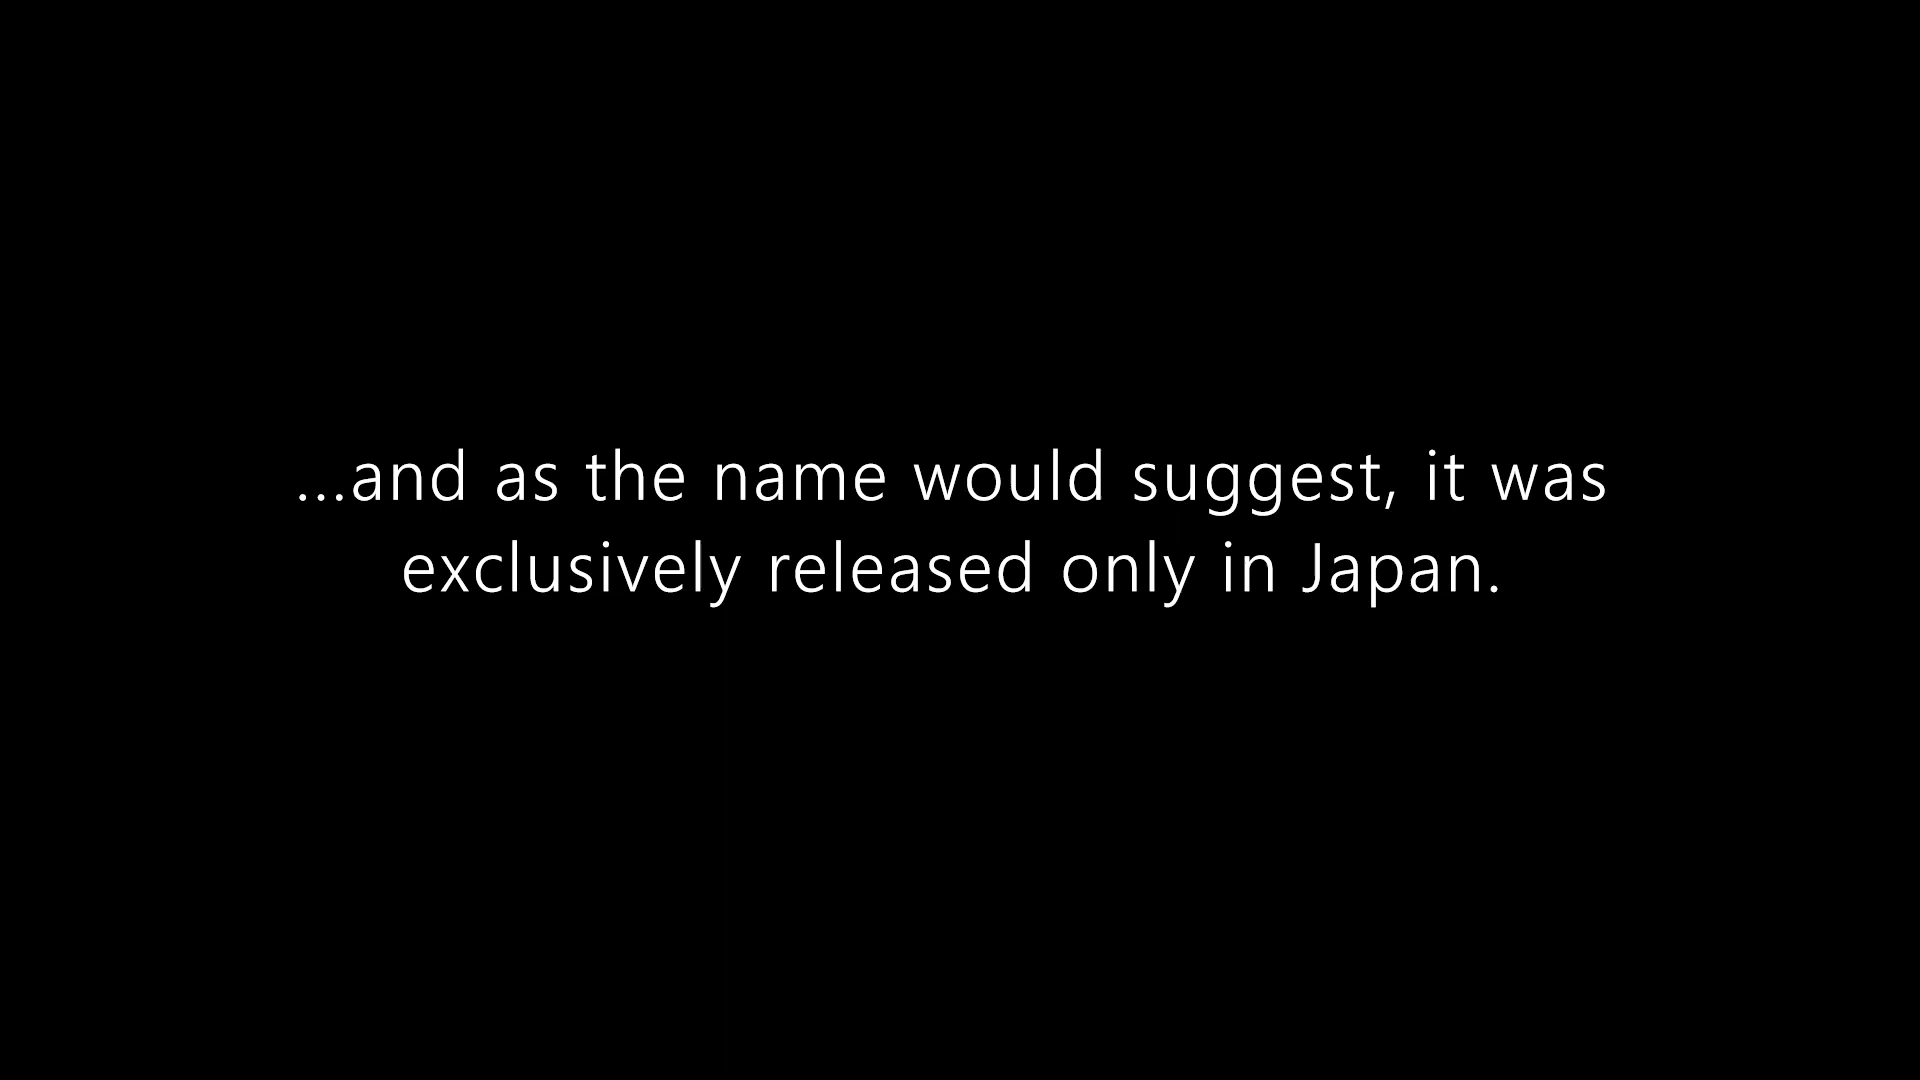 ...and as the name would suggest, it was
exclusively released only in Japan.